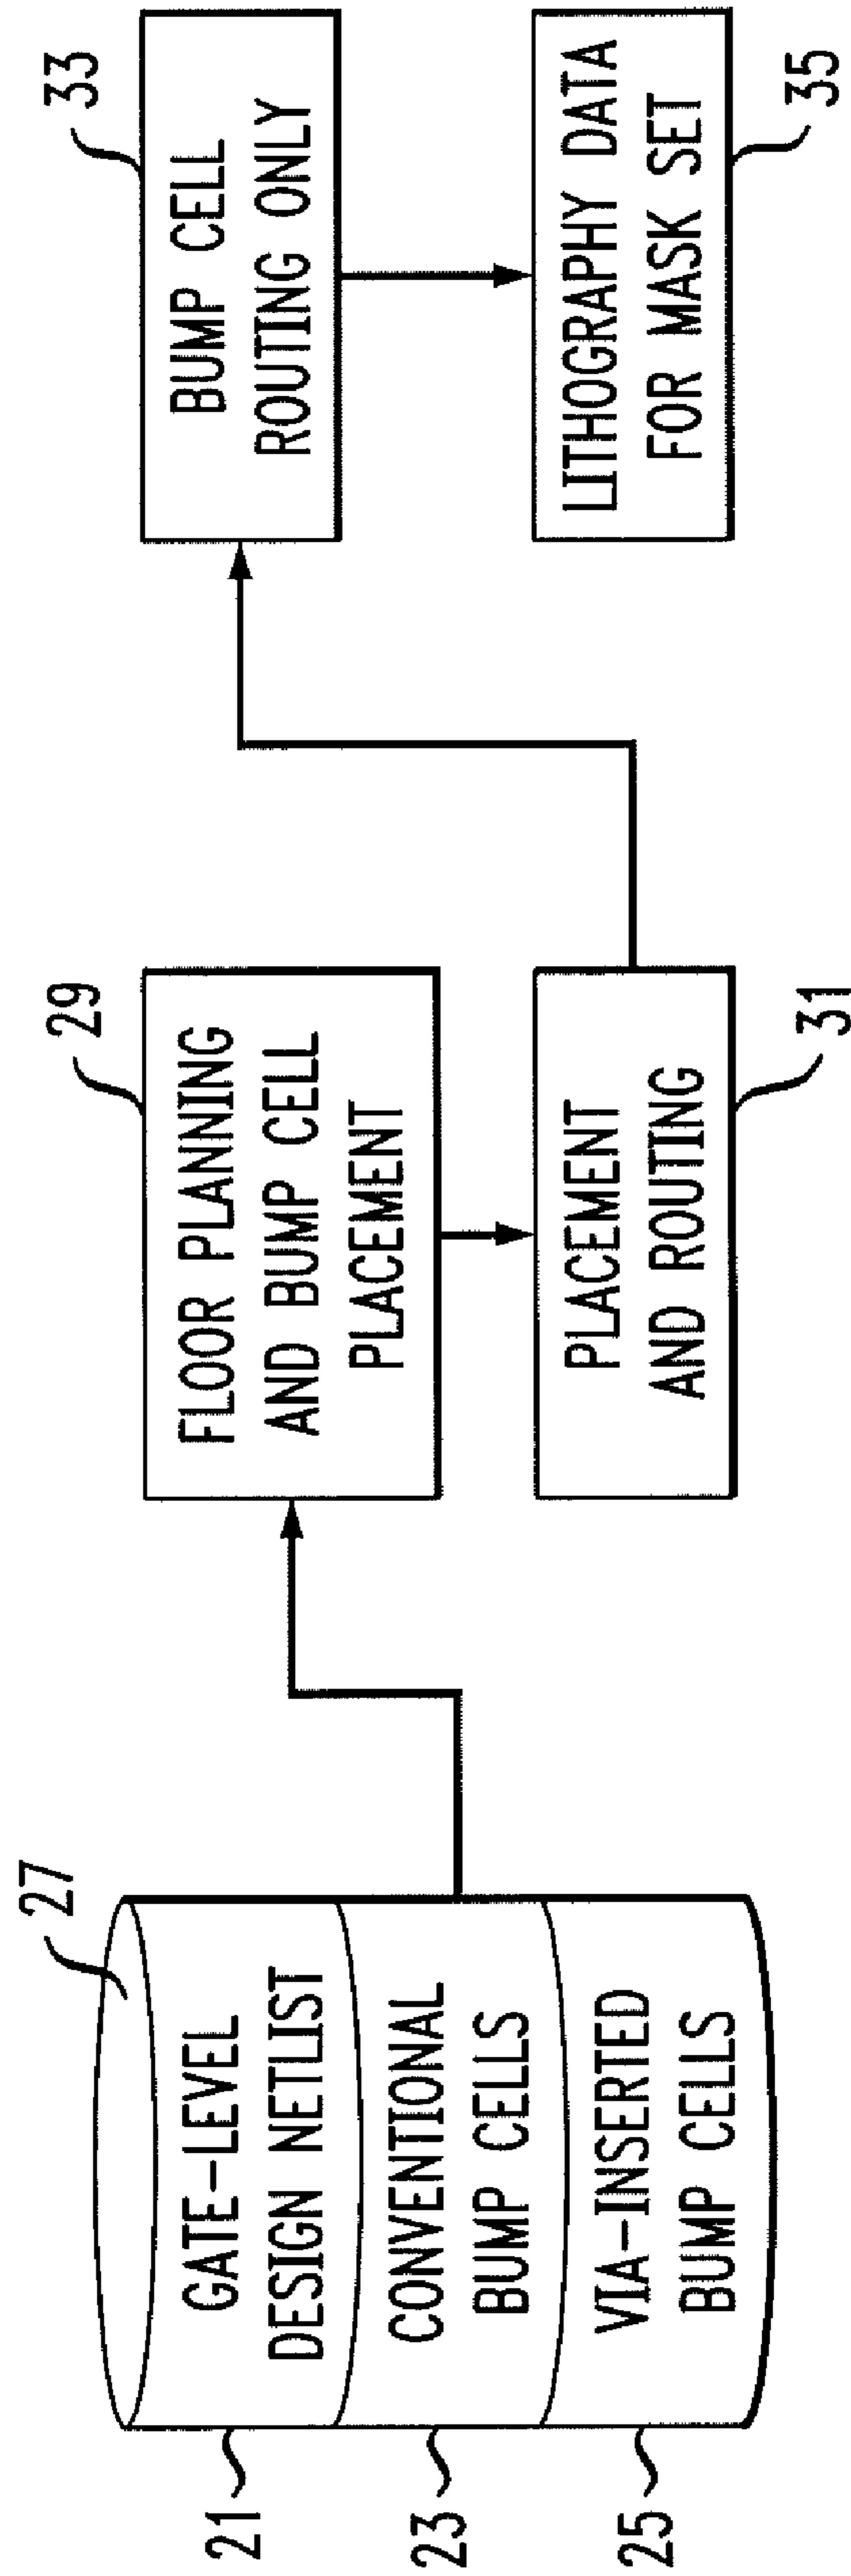 27
21
GATE-LEVEL
DESIGN NETLIST
23
CONVENTIONAL
BUMP CELLS
25
VIA-INSERTED
BUMP CELLS
29
FLOOR PLANNING
AND BUMP CELL
PLACEMENT
PLACEMENT
AND ROUTING
31
33
BUMP CELL
ROUTING ONLY
LITHOGRAPHY DATA
FOR MASK SET
35